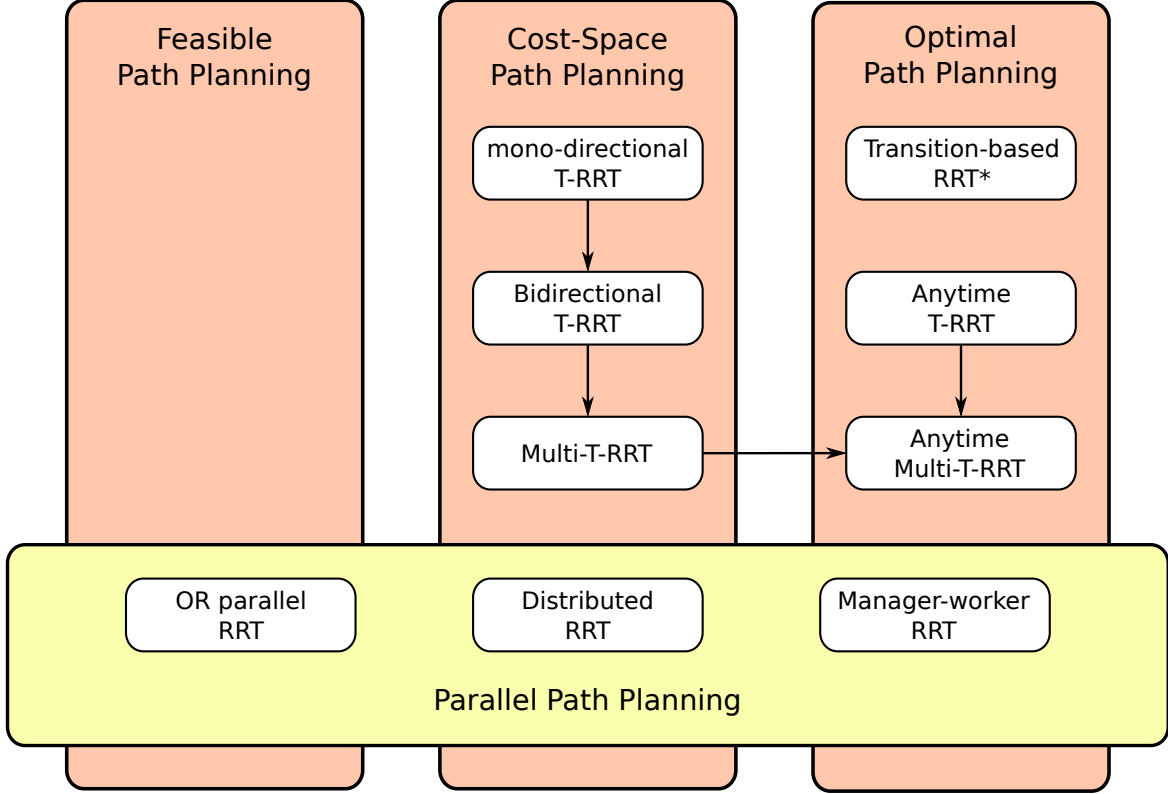 Feasible
Path Planning
Cost-Space
Path Planning
Optimal
Path Planning
mono-directional
T-RRT
Transition-based
RRT*
Bidirectional
T-RRT
Anytime
T-RRT
Multi-T-RRT
Anytime
Multi-T-RRT
OR parallel
RRT
Distributed
RRT
Manager-worker
RRT
Parallel Path Planning